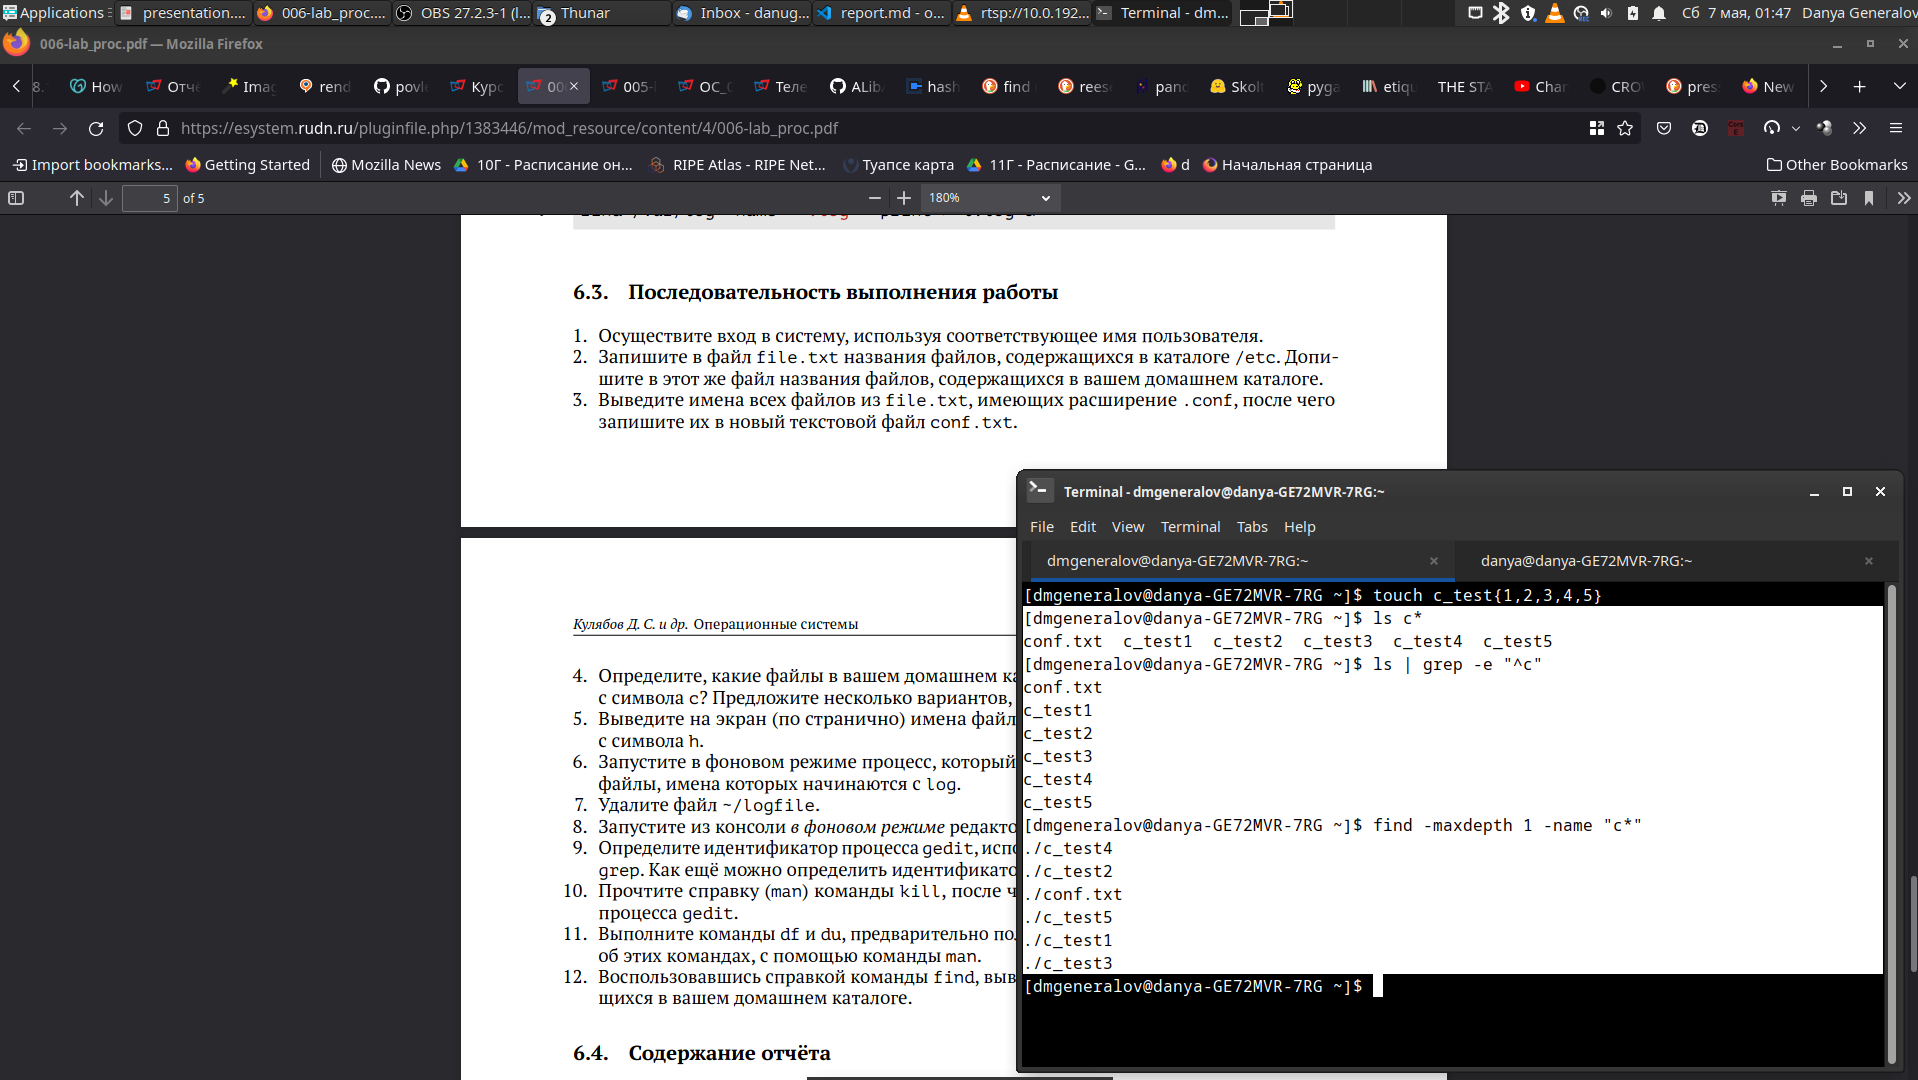 Applications
presentation....
006-lab_proc....
OBS 27.2.3-1 (l...
2
Thunar
Inbox - danug...
report.md - o...
rtsp://10.0.192...
Terminal - dm...
Сб 7 мая, 01:47
Danya Generalov
006-lab_proc.pdf — Mozilla Firefox
How
Отчё
Imag
rend
povl
Курс
00
005-
ОС_
Теле
ALib
hash
find
rees
pand
Skolt
pyga
etiqu
THE STA
Char
CRO
pres
New
https://esystem.rudn.ru/pluginfile.php/1383446/mod_resource/content/4/006-lab_proc.pdf
Import bookmarks...
Getting Started
Mozilla News
10Г - Расписание он...
RIPE Atlas - RIPE Net...
Туапсе карта
11Г - Расписание - G...
d
Начальная страница
Other Bookmarks
5 of 5
180%
6.3. Последовательность выполнения работы
1. Осуществите вход в систему, используя соответствующее имя пользователя.
2. Запишите в файл file.txt названия файлов, содержащихся в каталоге /etc. Допи-
шите в этот же файл названия файлов, содержащихся в вашем домашнем каталоге.
3. Выведите имена всех файлов из file.txt, имеющих расширение .conf, после чего
запишите их в новый текстовой файл conf.txt.
Кулябов Д. С. и др. Операционные системы
4. Определите, какие файлы в вашем домашнем ка
с символа c? Предложите несколько вариантов,
5. Выведите на экран (по странично) имена файл
с символа h.
6. Запустите в фоновом режиме процесс, который
файлы, имена которых начинаются с log.
7. Удалите файл ~/logfile.
8. Запустите из консоли в фоновом режиме редакто
9. Определите идентификатор процесса gedit, испо
grep. Как ещё можно определить идентификато
10. Прочтите справку (man) команды kill, после ч
процесса gedit.
11. Выполните команды df и du, предварительно по
об этих командах, с помощью команды man.
12. Воспользовавшись справкой команды find, выв
щихся в вашем домашнем каталоге.
6.4. Содержание отчёта
Terminal - dmgeneralov@danya-GE72MVR-7RG:~
File Edit View Terminal Tabs Help
dmgeneralov@danya-GE72MVR-7RG:~
danya@danya-GE72MVR-7RG:~
[dmgeneralov@danya-GE72MVR-7RG ~]$ touch c_test{1,2,3,4,5}
[dmgeneralov@danya-GE72MVR-7RG ~]$ ls c*
conf.txt c_test1 c_test2 c_test3 c_test4 c_test5
[dmgeneralov@danya-GE72MVR-7RG ~]$ ls | grep -e "^c"
conf.txt
c_test1
c_test2
c_test3
c_test4
c_test5
[dmgeneralov@danya-GE72MVR-7RG ~]$ find -maxdepth 1 -name "c*"
./c_test4
./c_test2
./conf.txt
./c_test5
./c_test1
./c_test3
[dmgeneralov@danya-GE72MVR-7RG ~]$